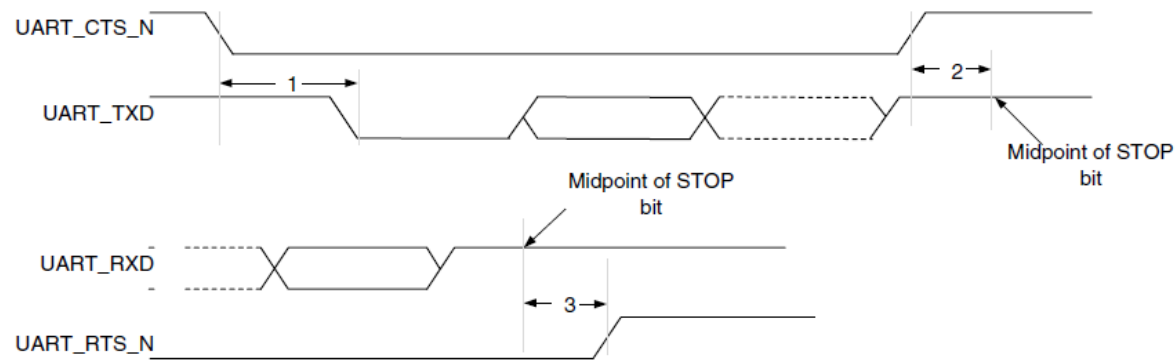 UART_CTS_N
1
2
UART_TXD
Midpoint of STOP
bit
Midpoint of STOP
bit
UART_RXD
3
UART_RTS_N